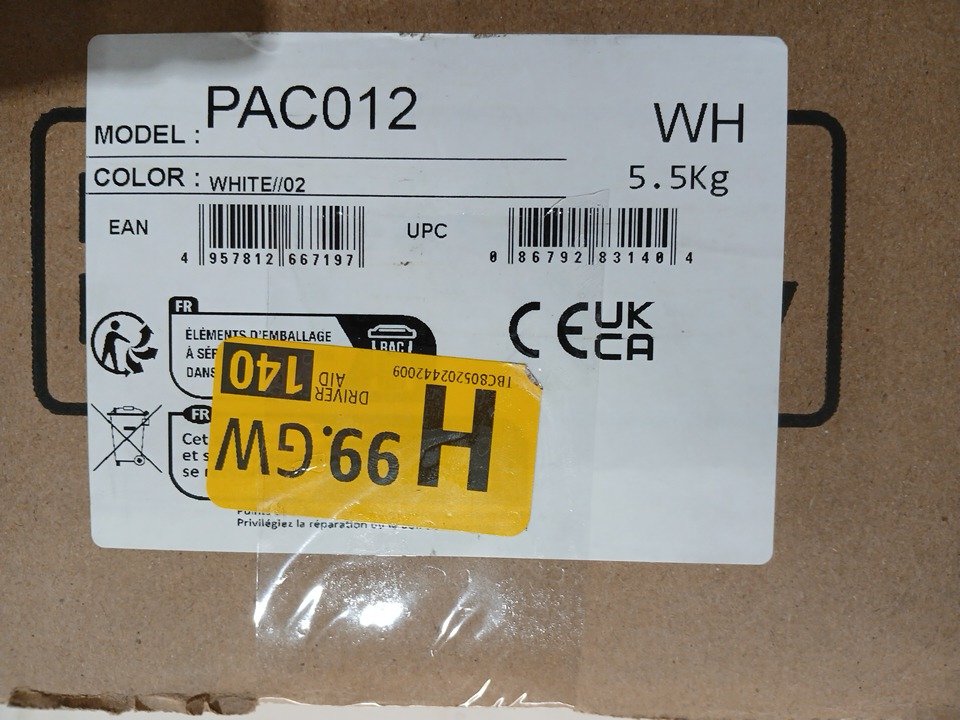 PAC012
MODEL :
WH
COLOR : WHITE//02
5.5Kg
EAN
4 957812 667197
UPC
0 86792 83140 4
FR
ÉLÉMENTS D'EMBALLAGE
À SÉP
DANS
BAC
CE UK
CA
FR
Cet
et s
se r
Privilégiez la réparation
H 99.GW
DRIVER
AID
140